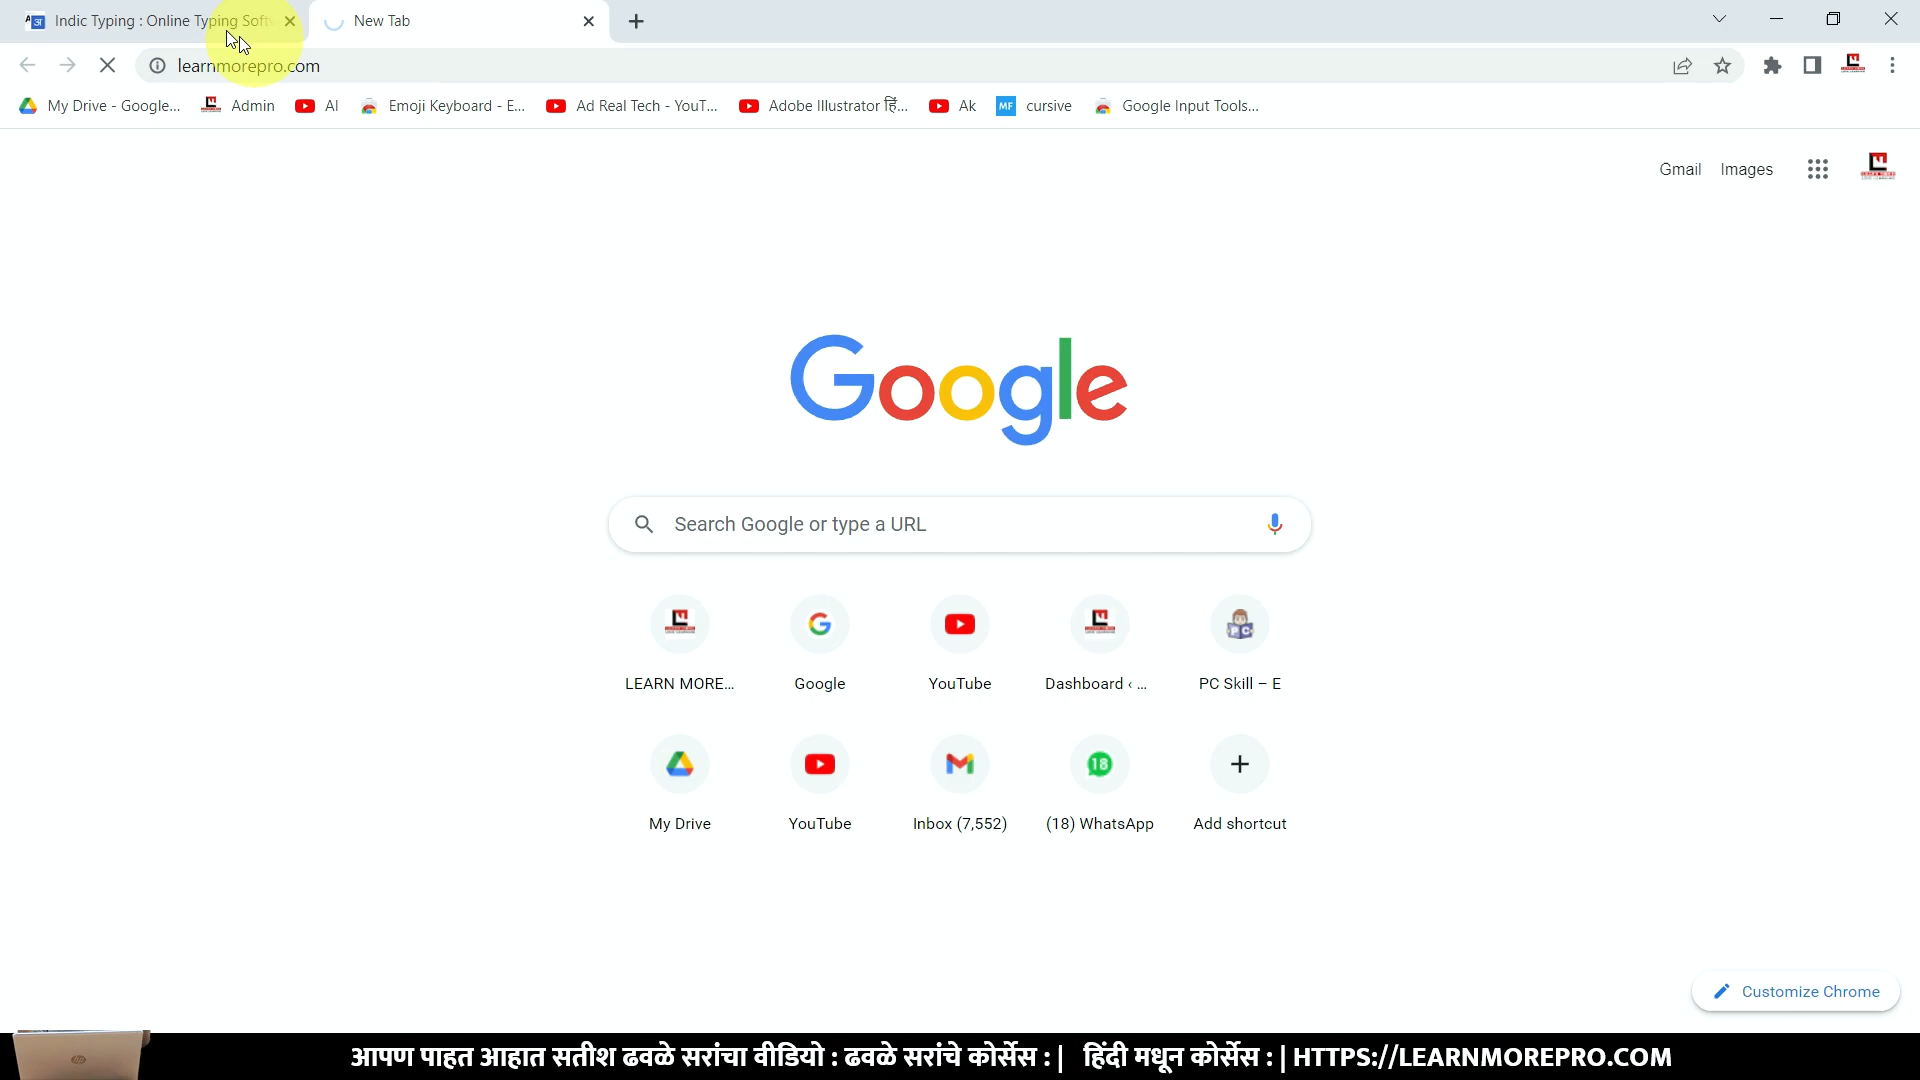 Indic Typing : Online Typing Softw
New Tab
learnmorepro.com
My Drive - Google... Admin AI Emoji Keyboard - E... Ad Real Tech - YouT... Adobe Illustrator हिं... Ak MF cursive Google Input Tools...
Gmail Images
Google
Search Google or type a URL
LEARN MORE... Google YouTube Dashboard ‹ ... PC Skill – E
18
My Drive YouTube Inbox (7,552) (18) WhatsApp Add shortcut
Customize Chrome
आपण पाहत आहात सतीश ढवळे सरांचा वीडियो : ढवळे सरांचे कोर्सेस : | हिंदी मधून कोर्सेस : | HTTPS://LEARNMOREPRO.COM